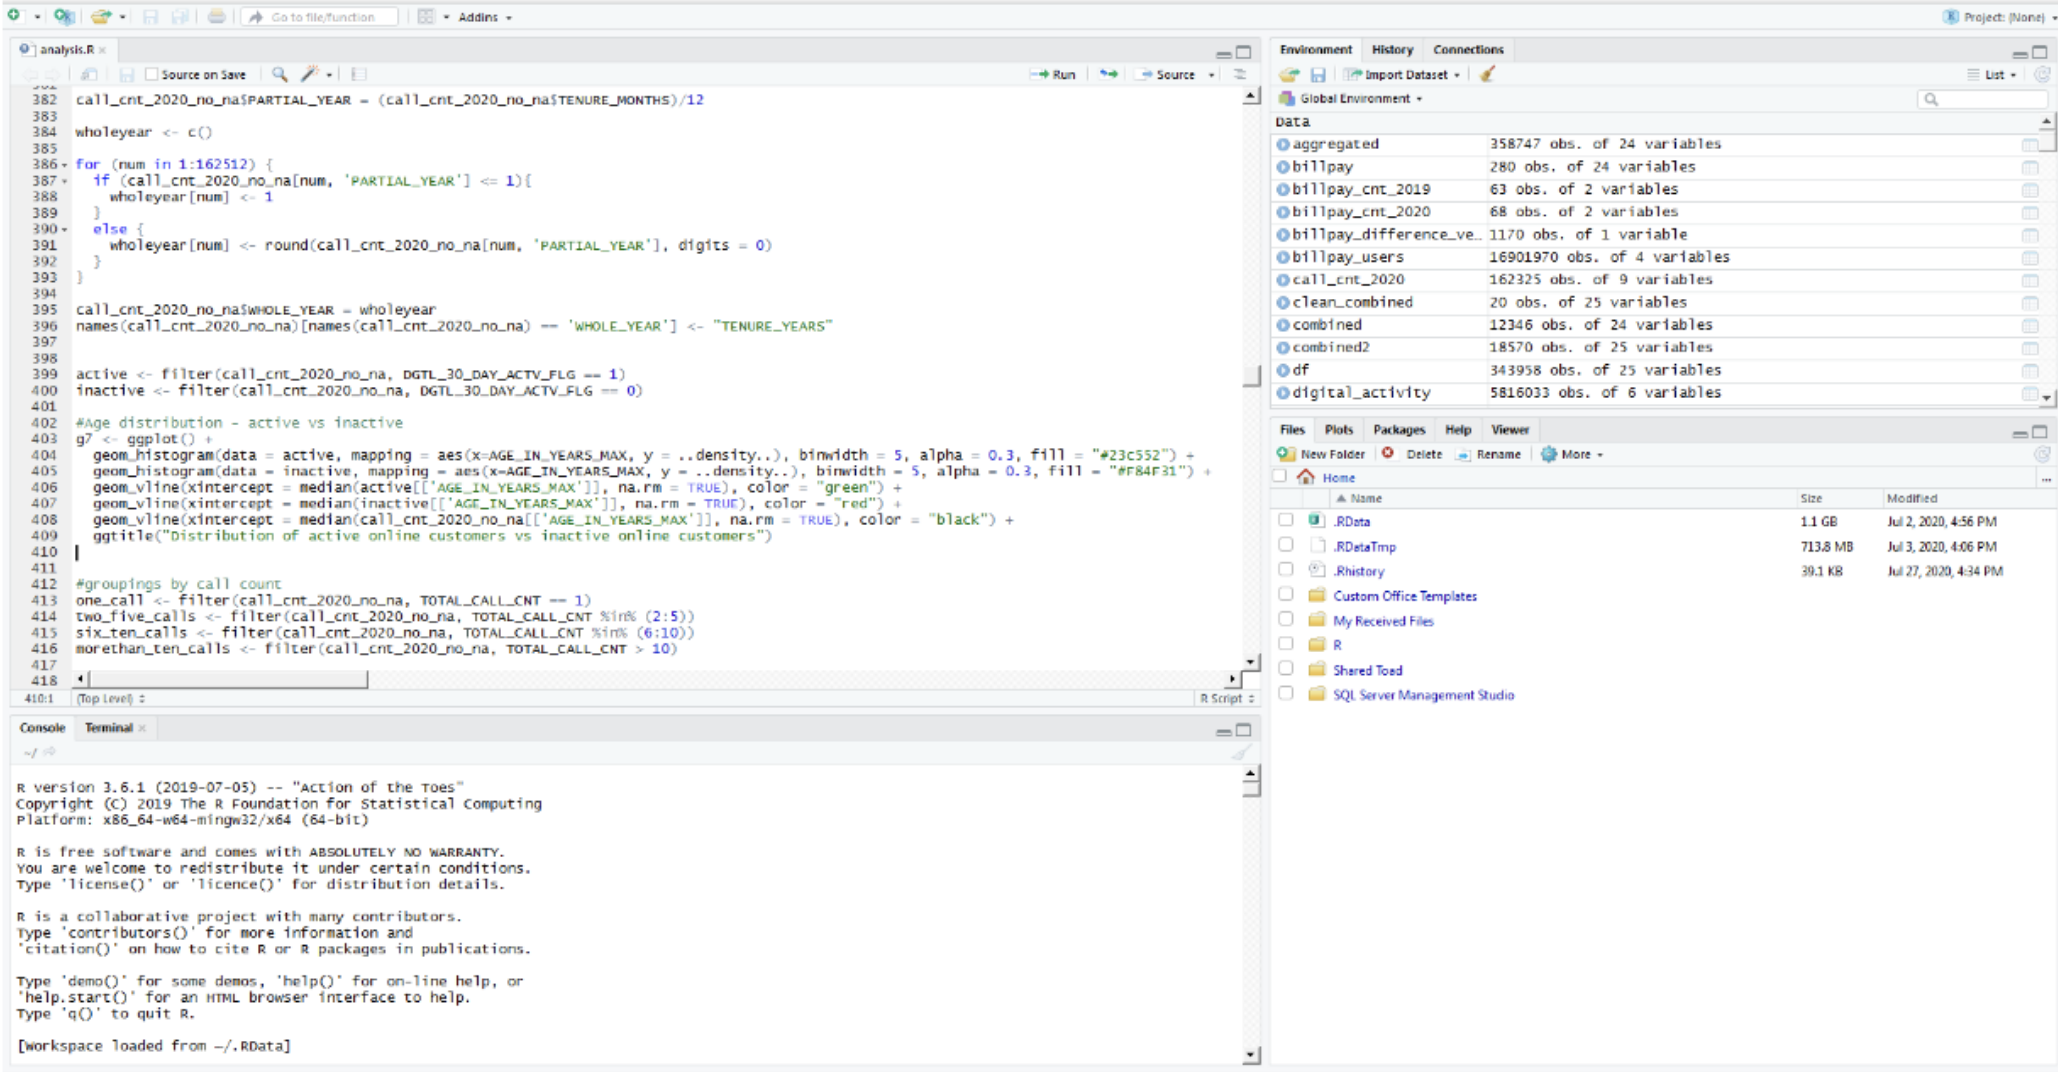 Go to file/function
Addins
Project: (None)
analysis.R
Source on Save
Run
Source
382 call_cnt_2020_no_na$PARTIAL_YEAR = (call_cnt_2020_no_na$TENURE_MONTHS)/12
383
384 wholeyear <- c()
385
386 for (num in 1:162512) {
387 if (call_cnt_2020_no_na[num, 'PARTIAL_YEAR'] <= 1){
388 wholeyear[num] <- 1
389 }
390 else {
391 wholeyear[num] <- round(call_cnt_2020_no_na[num, 'PARTIAL_YEAR'], digits = 0)
392 }
393 }
394
395 call_cnt_2020_no_na$WHOLE_YEAR = wholeyear
396 names(call_cnt_2020_no_na)[names(call_cnt_2020_no_na) == 'WHOLE_YEAR'] <- "TENURE_YEARS"
397
398
399 active <- filter(call_cnt_2020_no_na, DGTL_30_DAY_ACTV_FLG == 1)
400 inactive <- filter(call_cnt_2020_no_na, DGTL_30_DAY_ACTV_FLG == 0)
401
402 #Age distribution - active vs inactive
403 g7 <- ggplot() +
404 geom_histogram(data = active, mapping = aes(x=AGE_IN_YEARS_MAX, y = ..density..), binwidth = 5, alpha = 0.3, fill = "#23c552") +
405 geom_histogram(data = inactive, mapping = aes(x=AGE_IN_YEARS_MAX, y = ..density..), binwidth = 5, alpha = 0.3, fill = "#F84F31") +
406 geom_vline(xintercept = median(active[['AGE_IN_YEARS_MAX']], na.rm = TRUE), color = "green") +
407 geom_vline(xintercept = median(inactive[['AGE_IN_YEARS_MAX']], na.rm = TRUE), color = "red") +
408 geom_vline(xintercept = median(call_cnt_2020_no_na[['AGE_IN_YEARS_MAX']], na.rm = TRUE), color = "black") +
409 ggtitle("Distribution of active online customers vs inactive online customers")
410
411
412 #groupings by call count
413 one_call <- filter(call_cnt_2020_no_na, TOTAL_CALL_CNT == 1)
414 two_five_calls <- filter(call_cnt_2020_no_na, TOTAL_CALL_CNT %in% (2:5))
415 six_ten_calls <- filter(call_cnt_2020_no_na, TOTAL_CALL_CNT %in% (6:10))
416 morethan_ten_calls <- filter(call_cnt_2020_no_na, TOTAL_CALL_CNT > 10)
417
418
410:1 (Top Level) R Script
Console Terminal
~/
R version 3.6.1 (2019-07-05) -- "Action of the Toes"
Copyright (C) 2019 The R Foundation for Statistical Computing
Platform: x86_64-w64-mingw32/x64 (64-bit)
R is free software and comes with ABSOLUTELY NO WARRANTY.
You are welcome to redistribute it under certain conditions.
Type 'license()' or 'licence()' for distribution details.
R is a collaborative project with many contributors.
Type 'contributors()' for more information and
'citation()' on how to cite R or R packages in publications.
Type 'demo()' for some demos, 'help()' for on-line help, or
'help.start()' for an HTML browser interface to help.
Type 'q()' to quit R.
[Workspace loaded from ~/.RData]
Environment History Connections
Import Dataset
List
Global Environment
Data
aggregated 358747 obs. of 24 variables
billpay 280 obs. of 24 variables
billpay_cnt_2019 63 obs. of 2 variables
billpay_cnt_2020 68 obs. of 2 variables
billpay_difference_ve… 1170 obs. of 1 variable
billpay_users 16901970 obs. of 4 variables
call_cnt_2020 162325 obs. of 9 variables
clean_combined 20 obs. of 25 variables
combined 12346 obs. of 24 variables
combined2 18570 obs. of 25 variables
df 343958 obs. of 25 variables
digital_activity 5816033 obs. of 6 variables
Files Plots Packages Help Viewer
New Folder Delete Rename More
Home ...
Name Size Modified
.RData 1.1 GB Jul 2, 2020, 4:56 PM
.RDataTmp 713.8 MB Jul 3, 2020, 4:06 PM
.Rhistory 39.1 KB Jul 27, 2020, 4:34 PM
Custom Office Templates
My Received Files
R
Shared Toad
SQL Server Management Studio